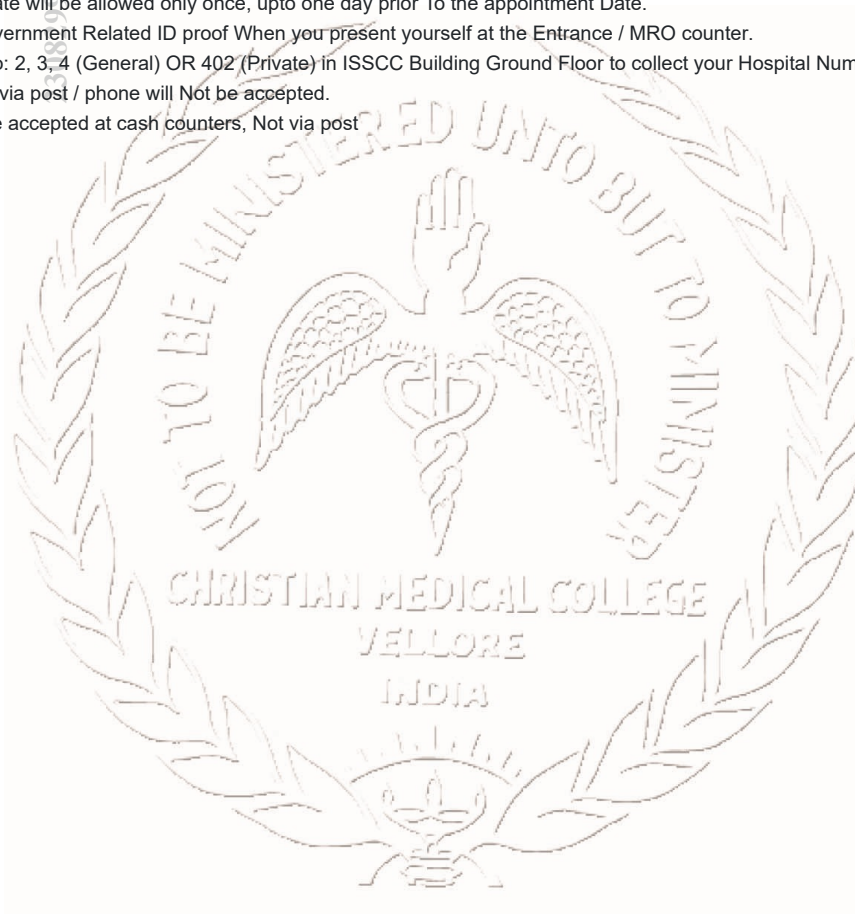 ate will be allowed only once, upto one day prior To the appointment Date.
vernment Related ID proof When you present yourself at the Entrance / MRO counter.
o: 2, 3, 4 (General) OR 402 (Private) in ISSCC Building Ground Floor to collect your Hospital Num
via post / phone will Not be accepted.
e accepted at cash counters, Not via post
NOT TO BE MINISTERED UNTO BUT TO MINISTER
CHRISTIAN MEDICAL COLLEGE
VELLORE
INDIA